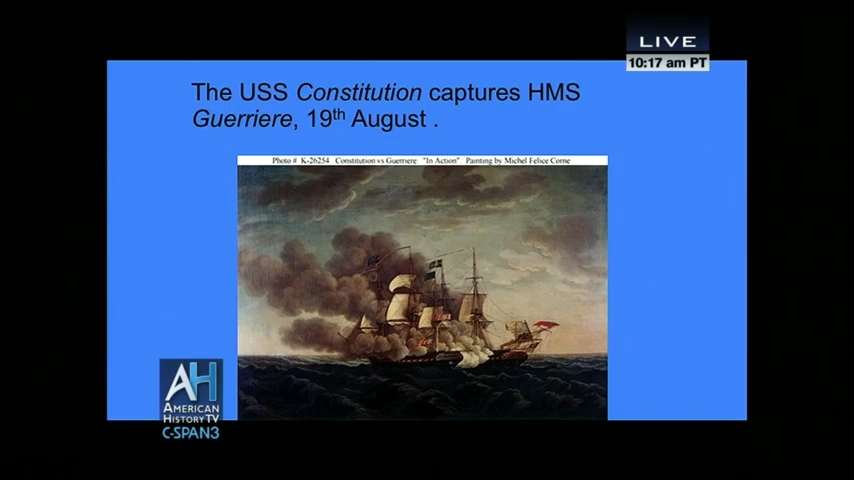 LIVE
10:17 am PT
The USS Constitution captures HMS
Guerriere, 19th August .
Photo # K-26254 Constitution vs Guerriere "In Action". Painting by Michel Felice Corne
AH
AMERICAN
HISTORY TV
C-SPAN3